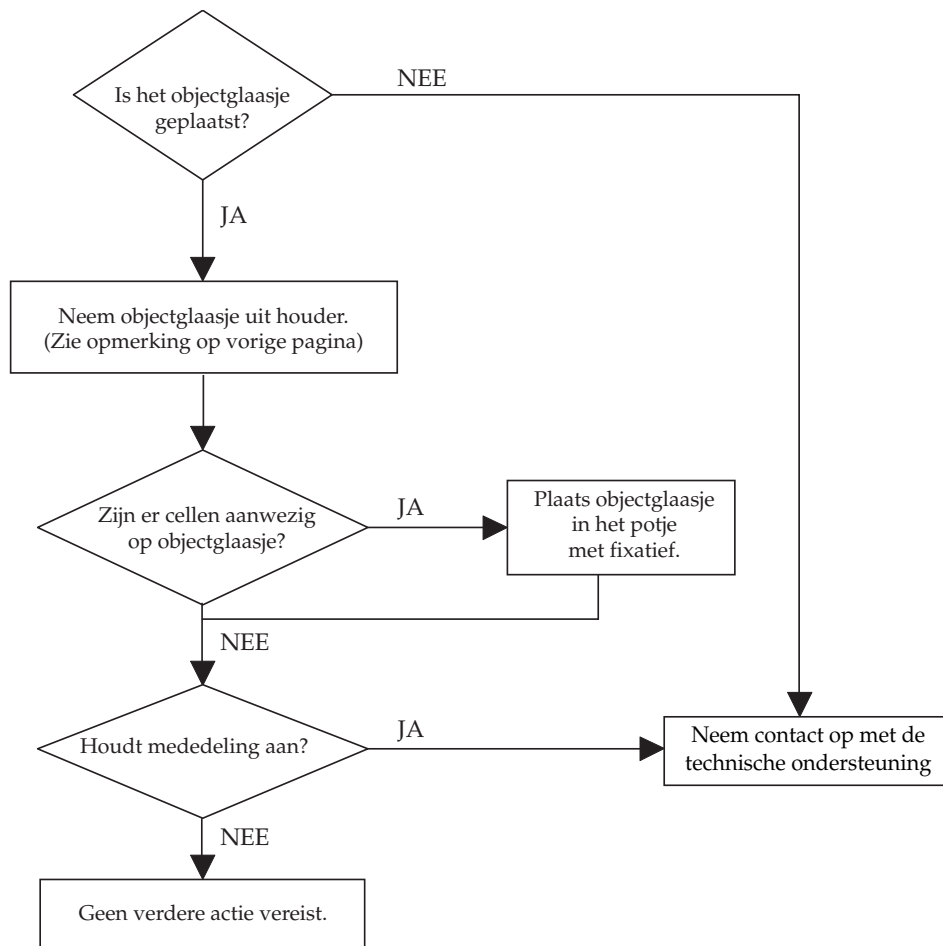 Is het objectglaasje
geplaatst?
NEE
JA
Neem objectglaasje uit houder.
(Zie opmerking op vorige pagina)
Zijn er cellen aanwezig
op objectglaasje?
JA
Plaats objectglaasje
in het potje
met fixatief.
NEE
Houdt mededeling aan?
JA
Neem contact op met de
technische ondersteuning
NEE
Geen verdere actie vereist.